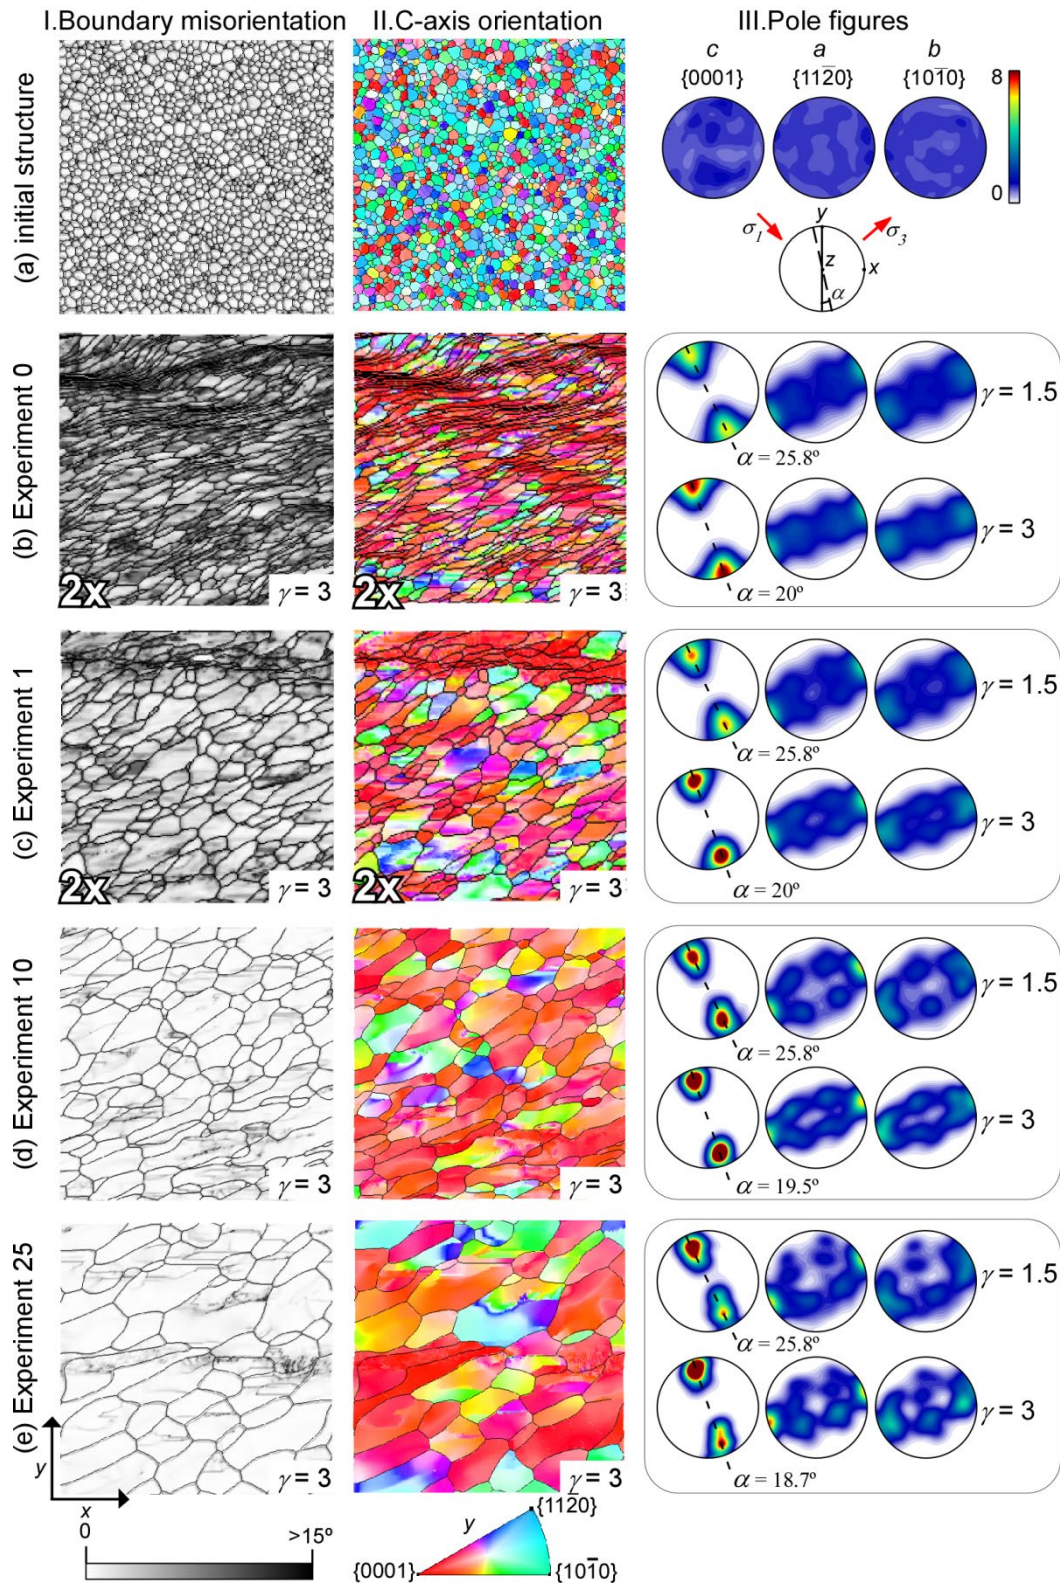 I.Boundary misorientation
II.C-axis orientation
III.Pole figures
(a) initial structure
c
a
b
{0001}
{112̅0}
{101̅0}
8
0
σ1
σ3
y
z
x
α
(b) Experiment 0
2x
γ = 3
2x
γ = 3
γ = 1.5
α = 25.8º
γ = 3
α = 20º
(c) Experiment 1
2x
γ = 3
2x
γ = 3
γ = 1.5
α = 25.8º
γ = 3
α = 20º
(d) Experiment 10
γ = 3
γ = 3
γ = 1.5
α = 25.8º
γ = 3
α = 19.5º
(e) Experiment 25
γ = 3
γ = 3
γ = 1.5
α = 25.8º
γ = 3
α = 18.7º
y
x
0
>15º
y
{112̅0}
{0001}
{101̅0}